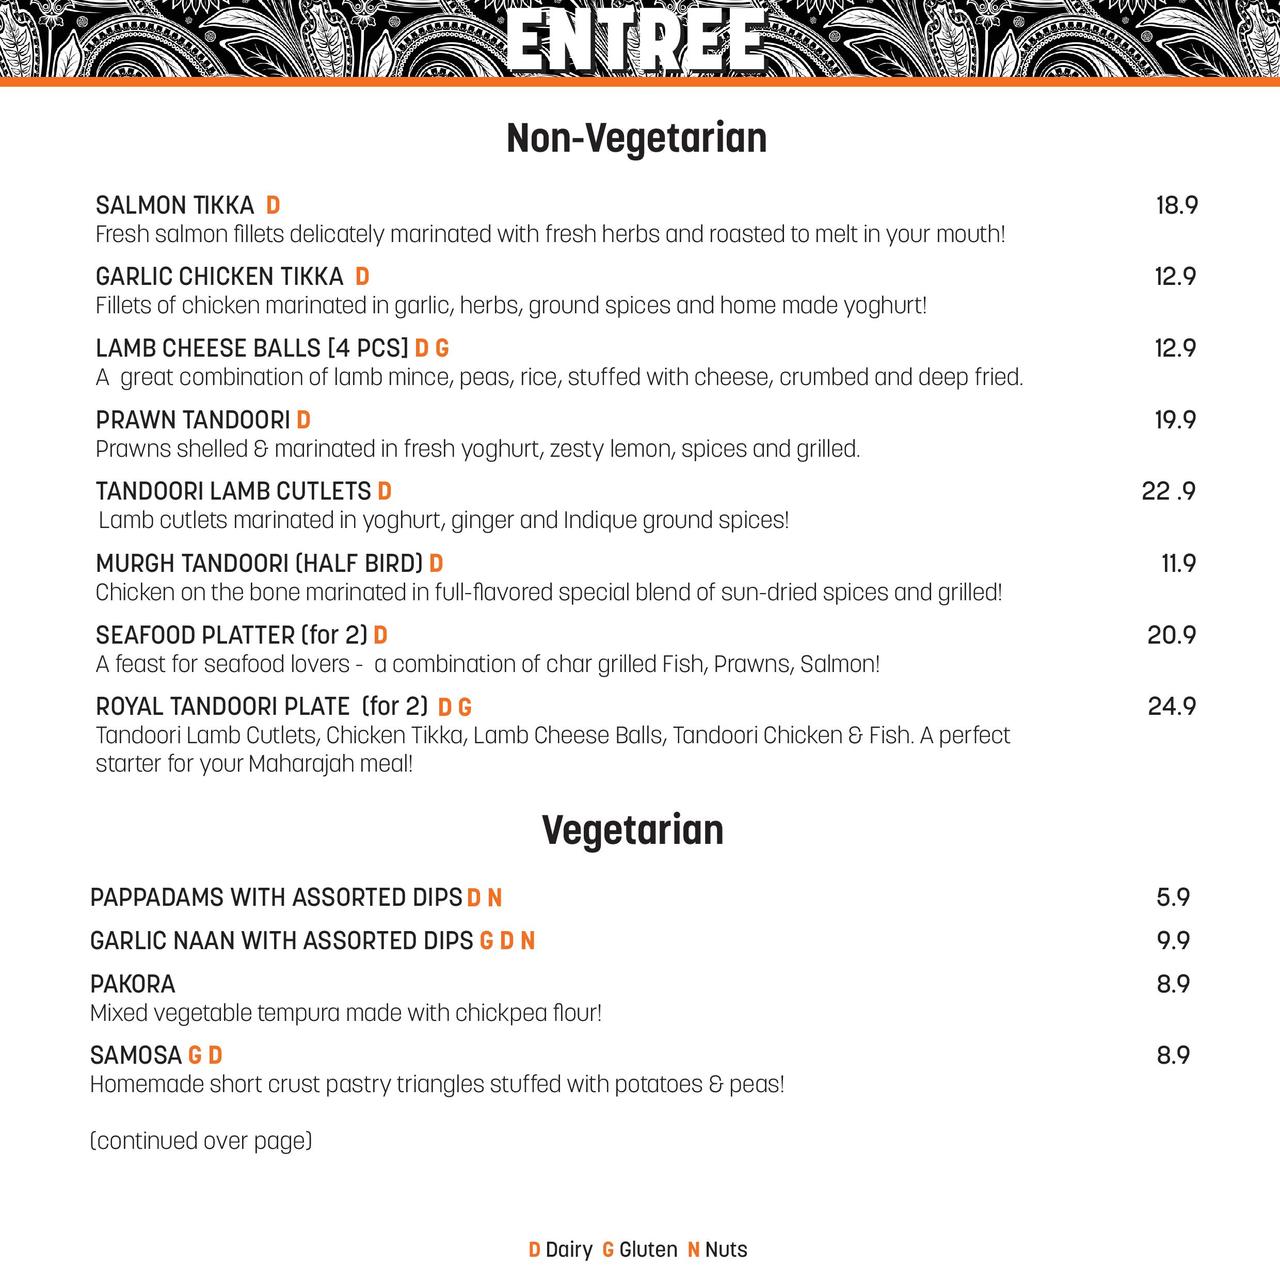 ENTREE
Non-Vegetarian
SALMON TIKKA D 18.9
Fresh salmon fillets delicately marinated with fresh herbs and roasted to melt in your mouth!
GARLIC CHICKEN TIKKA D 12.9
Fillets of chicken marinated in garlic, herbs, ground spices and home made yoghurt!
LAMB CHEESE BALLS [4 PCS] D G 12.9
A great combination of lamb mince, peas, rice, stuffed with cheese, crumbed and deep fried.
PRAWN TANDOORI D 19.9
Prawns shelled & marinated in fresh yoghurt, zesty lemon, spices and grilled.
TANDOORI LAMB CUTLETS D 22 .9
Lamb cutlets marinated in yoghurt, ginger and Indique ground spices!
MURGH TANDOORI (HALF BIRD) D 11.9
Chicken on the bone marinated in full-flavored special blend of sun-dried spices and grilled!
SEAFOOD PLATTER (for 2) D 20.9
A feast for seafood lovers - a combination of char grilled Fish, Prawns, Salmon!
ROYAL TANDOORI PLATE (for 2) D G 24.9
Tandoori Lamb Cutlets, Chicken Tikka, Lamb Cheese Balls, Tandoori Chicken & Fish. A perfect
starter for your Maharajah meal!
Vegetarian
PAPPADAMS WITH ASSORTED DIPS D N 5.9
GARLIC NAAN WITH ASSORTED DIPS G D N 9.9
PAKORA 8.9
Mixed vegetable tempura made with chickpea flour!
SAMOSA G D 8.9
Homemade short crust pastry triangles stuffed with potatoes & peas!
(continued over page)
D Dairy G Gluten N Nuts